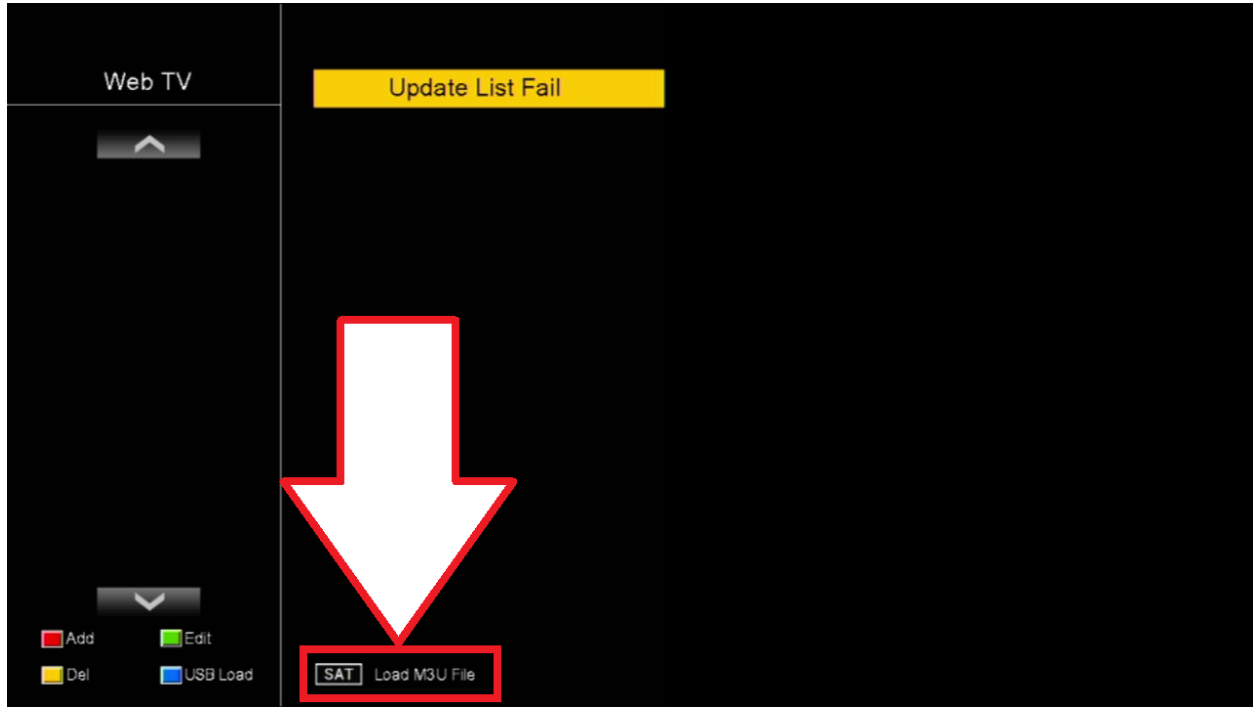 Web TV
Update List Fail
Add
Edit
Del
USB Load
SAT Load M3U File